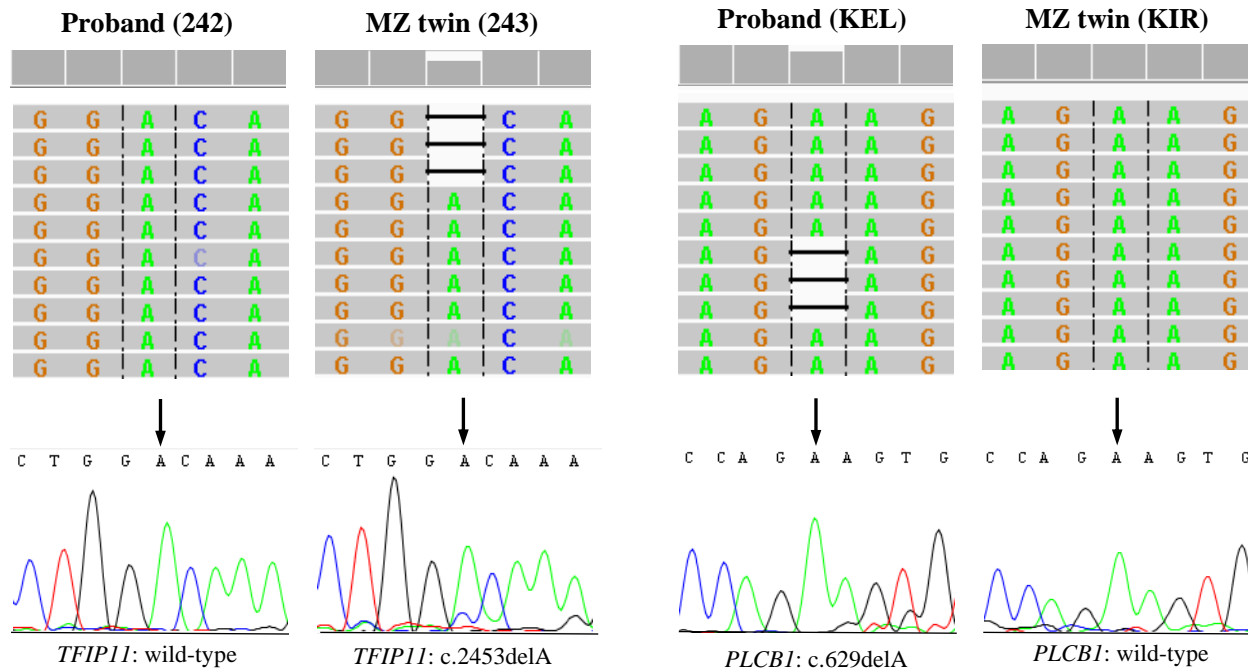 Proband (242) MZ twin (243) Proband (KEL) MZ twin (KIR)
G G A C A G G C A A G A A G A G A A G
G G A C A G G C A A G A A G A G A A G
G G A C A G G C A A G A A G A G A A G
G G A C A G G A C A A G A A G A G A A G
G G A C A G G A C A A G A A G A G A A G
G G A C A G G A C A A G A G A G A A G
G G A C A G G A C A A G A G A G A A G
G G A C A G G A C A A G A G A G A A G
G G A C A G G A C A A G A A G A G A A G
G G A C A G G A C A A G A A G A G A A G
C T G G A C A A A C T G G A C A A A C C A G A A G T G C C A G A A G T G
TFIP11: wild-type TFIP11: c.2453delA PLCB1: c.629delA PLCB1: wild-type